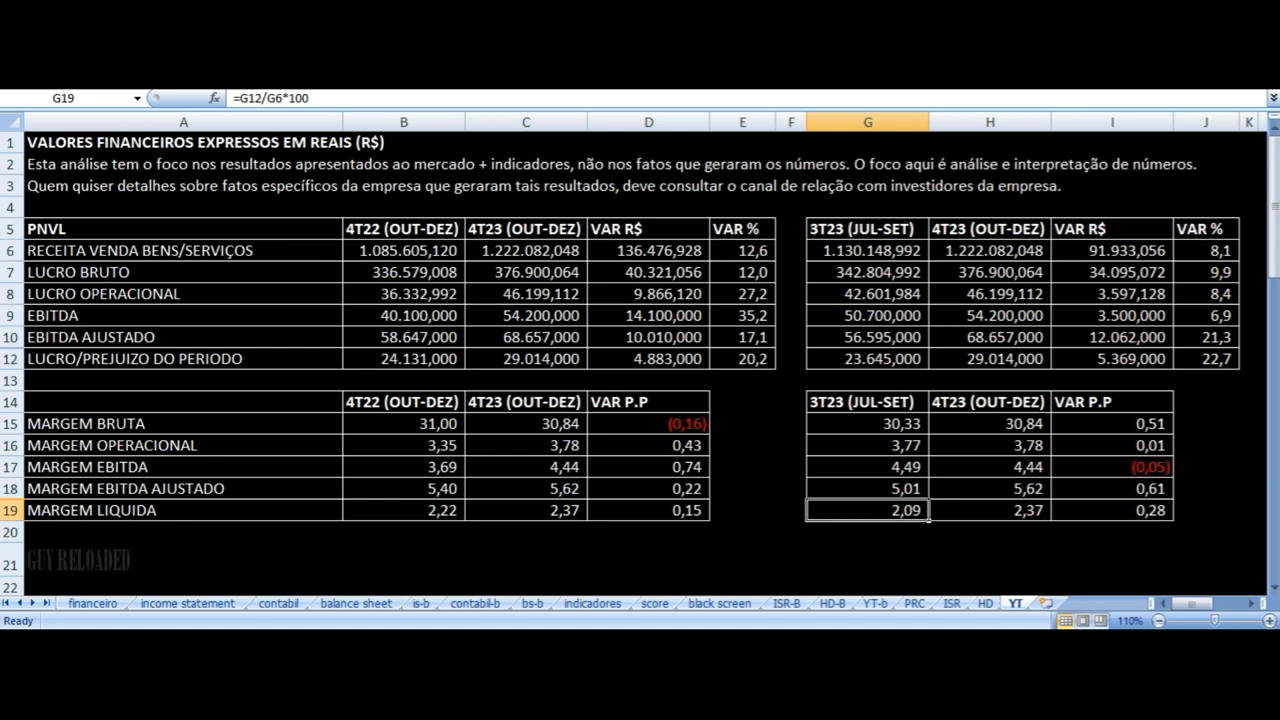 G19 fx =G12/G6*100
A B C D E F G H I J K
1 VALORES FINANCEIROS EXPRESSOS EM REAIS (R$)
2 Esta análise tem o foco nos resultados apresentados ao mercado + indicadores, não nos fatos que geraram os números. O foco aqui é análise e interpretação de números.
3 Quem quiser detalhes sobre fatos específicos da empresa que geraram tais resultados, deve consultar o canal de relação com investidores da empresa.
4
5 PNVL 4T22 (OUT-DEZ) 4T23 (OUT-DEZ) VAR R$ VAR % 3T23 (JUL-SET) 4T23 (OUT-DEZ) VAR R$ VAR %
6 RECEITA VENDA BENS/SERVIÇOS 1.085.605,120 1.222.082,048 136.476,928 12,6 1.130.148,992 1.222.082,048 91.933,056 8,1
7 LUCRO BRUTO 336.579,008 376.900,064 40.321,056 12,0 342.804,992 376.900,064 34.095,072 9,9
8 LUCRO OPERACIONAL 36.332,992 46.199,112 9.866,120 27,2 42.601,984 46.199,112 3.597,128 8,4
9 EBITDA 40.100,000 54.200,000 14.100,000 35,2 50.700,000 54.200,000 3.500,000 6,9
10 EBITDA AJUSTADO 58.647,000 68.657,000 10.010,000 17,1 56.595,000 68.657,000 12.062,000 21,3
12 LUCRO/PREJUIZO DO PERIODO 24.131,000 29.014,000 4.883,000 20,2 23.645,000 29.014,000 5.369,000 22,7
13
14 4T22 (OUT-DEZ) 4T23 (OUT-DEZ) VAR P.P 3T23 (JUL-SET) 4T23 (OUT-DEZ) VAR P.P
15 MARGEM BRUTA 31,00 30,84 (0,16) 30,33 30,84 0,51
16 MARGEM OPERACIONAL 3,35 3,78 0,43 3,77 3,78 0,01
17 MARGEM EBITDA 3,69 4,44 0,74 4,49 4,44 (0,05)
18 MARGEM EBITDA AJUSTADO 5,40 5,62 0,22 5,01 5,62 0,61
19 MARGEM LIQUIDA 2,22 2,37 0,15 2,09 2,37 0,28
20
21 GUY RELOADED
22
financeiro income statement contabil balance sheet is-b contabil-b bs-b indicadores score black screen ISR-B HD-B YT-b PRC ISR HD YT
Ready 110%